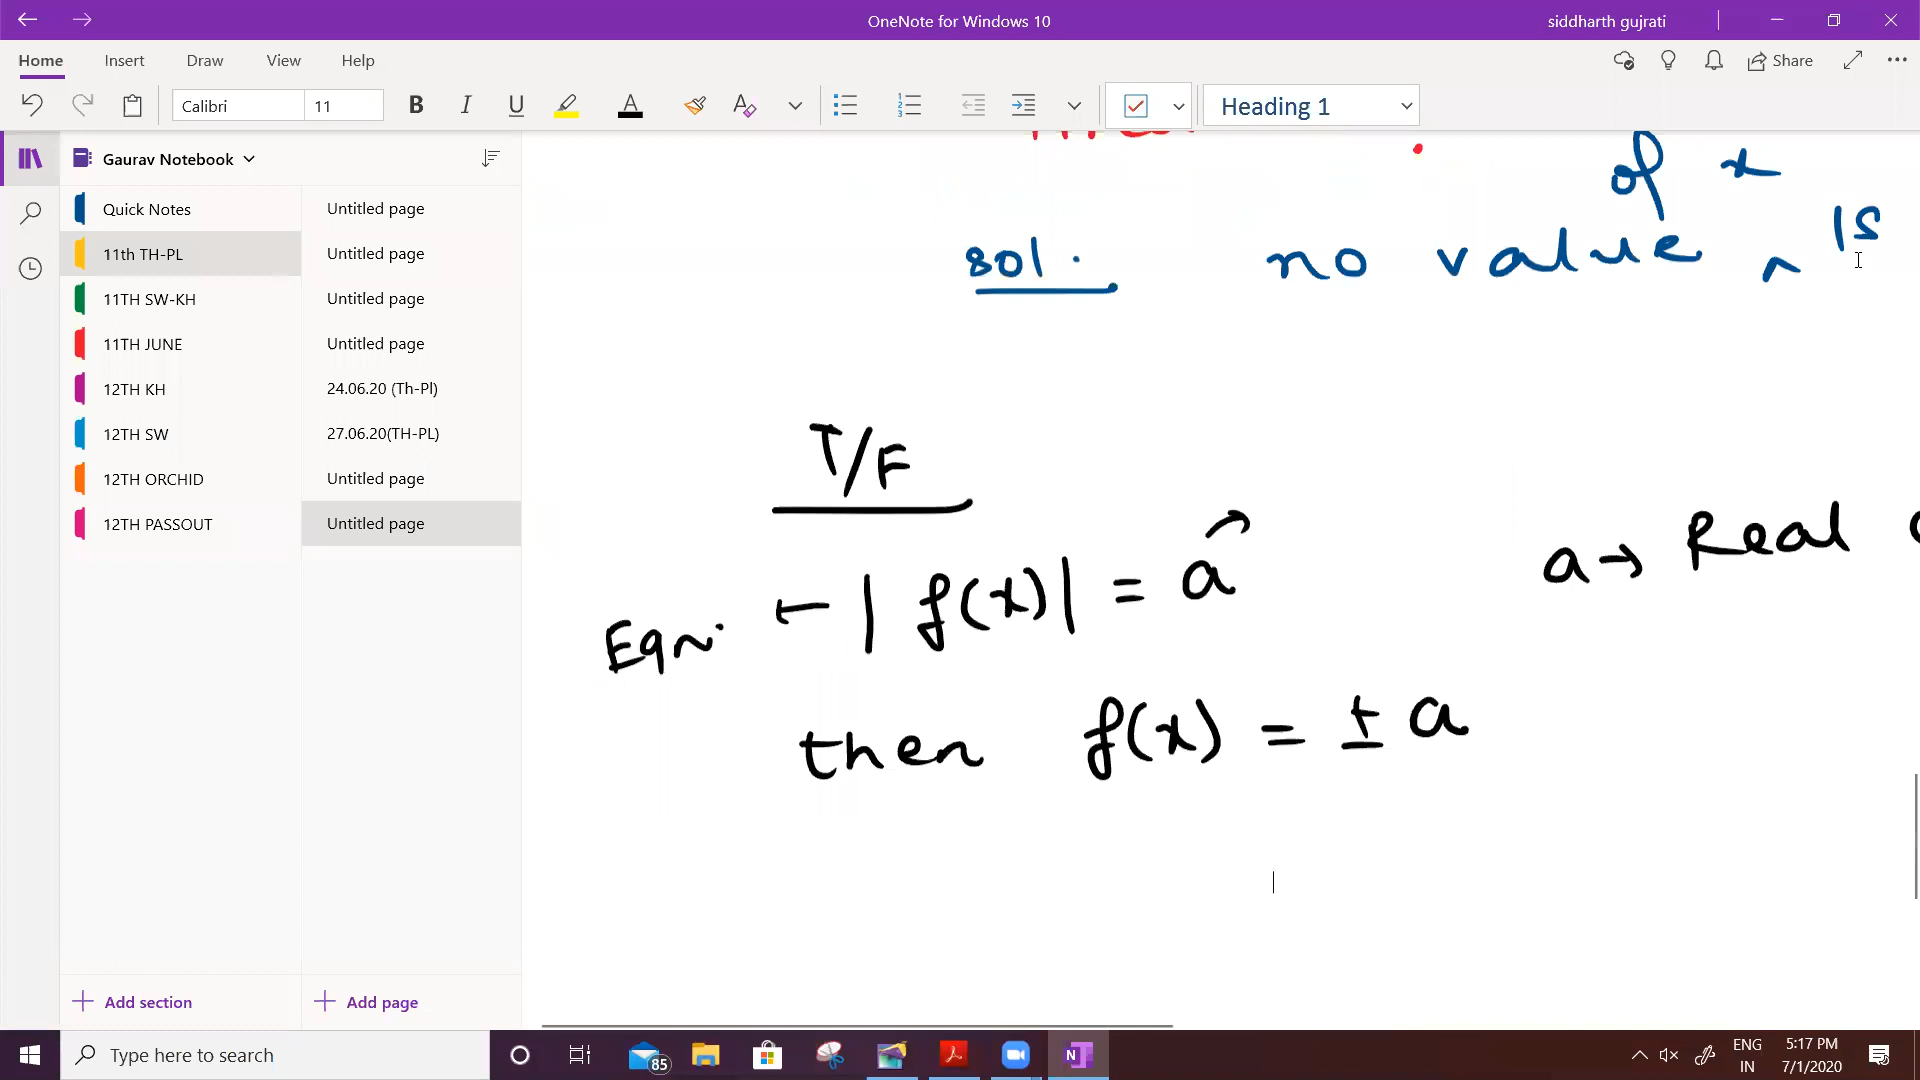 OneNote for Windows 10
siddharth gujrati
Home Insert Draw View Help
Share
Calibri 11 B I U A A Heading 1
Gaurav Notebook
Quick Notes
11th TH-PL
11TH SW-KH
11TH JUNE
12TH KH
12TH SW
12TH ORCHID
12TH PASSOUT
Untitled page
Untitled page
Untitled page
Untitled page
24.06.20 (Th-Pl)
27.06.20(TH-PL)
Untitled page
Untitled page
Add section
Add page
of x
sol. no value is
T/F
Eqn. ← | f(x) | = a
a → Real
then f(x) = ± a
Type here to search
85
N
ENG
IN
5:17 PM
7/1/2020